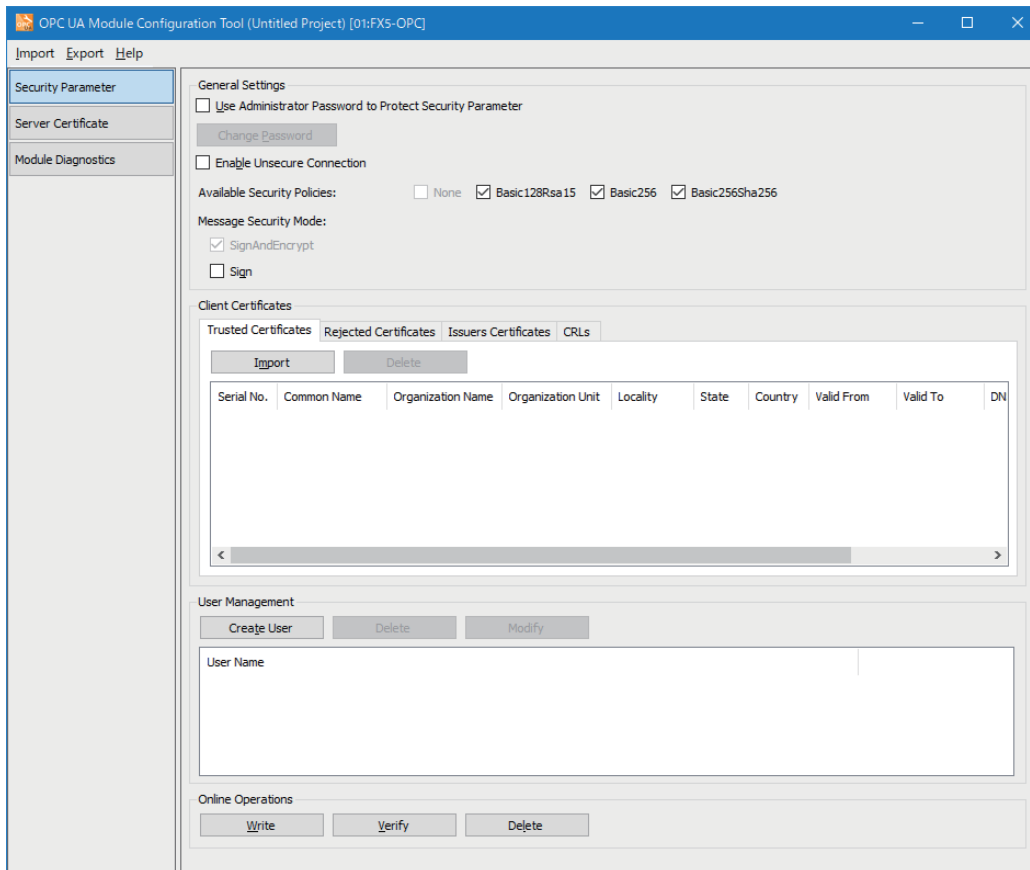 OPC UA Module Configuration Tool (Untitled Project) [01:FX5-OPC]
Import Export Help
Security Parameter
Server Certificate
Module Diagnostics
General Settings
Use Administrator Password to Protect Security Parameter
Change Password
Enable Unsecure Connection
Available Security Policies: None Basic128Rsa15 Basic256 Basic256Sha256
Message Security Mode:
SignAndEncrypt
Sign
Client Certificates
Trusted Certificates Rejected Certificates Issuers Certificates CRLs
Import Delete
Serial No. Common Name Organization Name Organization Unit Locality State Country Valid From Valid To DN
User Management
Create User Delete Modify
User Name
Online Operations
Write Verify Delete